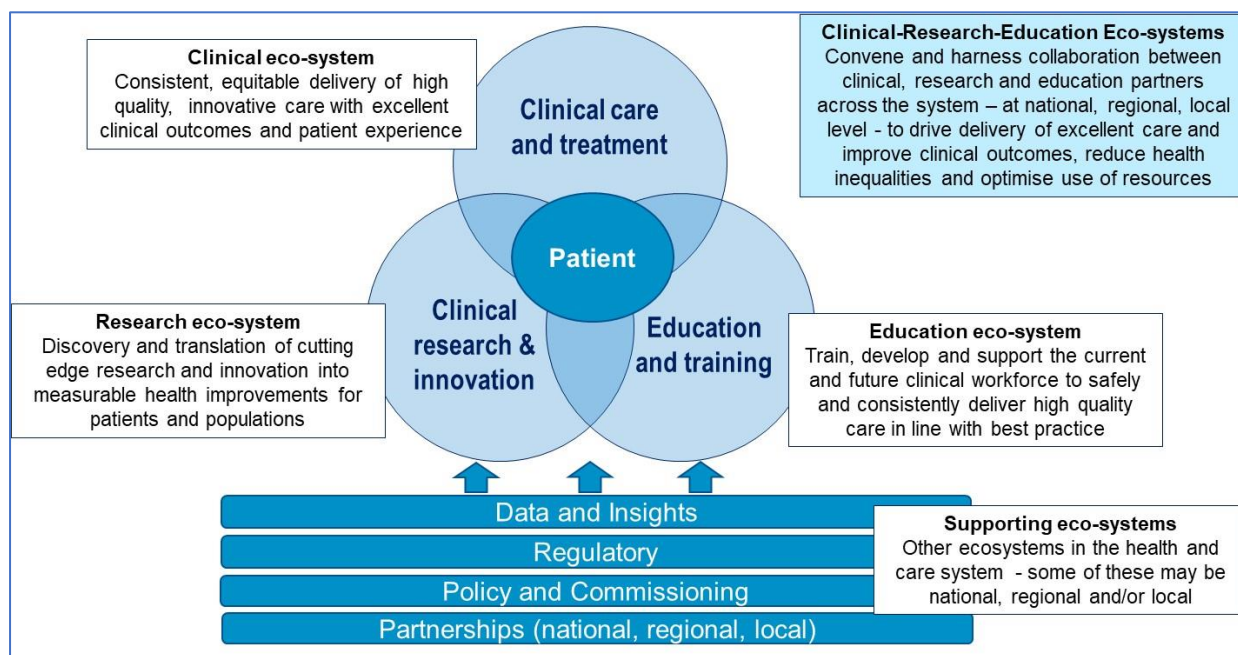 Clinical eco-system
Consistent, equitable delivery of high
quality, innovative care with excellent
clinical outcomes and patient experience
Clinical-Research-Education Eco-systems
Convene and harness collaboration between
clinical, research and education partners
across the system – at national, regional, local
level - to drive delivery of excellent care and
improve clinical outcomes, reduce health
inequalities and optimise use of resources
Clinical care
and treatment
Patient
Clinical
research &
innovation
Education
and training
Research eco-system
Discovery and translation of cutting
edge research and innovation into
measurable health improvements for
patients and populations
Education eco-system
Train, develop and support the current
and future clinical workforce to safely
and consistently deliver high quality
care in line with best practice
Data and Insights
Regulatory
Policy and Commissioning
Partnerships (national, regional, local)
Supporting eco-systems
Other ecosystems in the health and
care system - some of these may be
national, regional and/or local